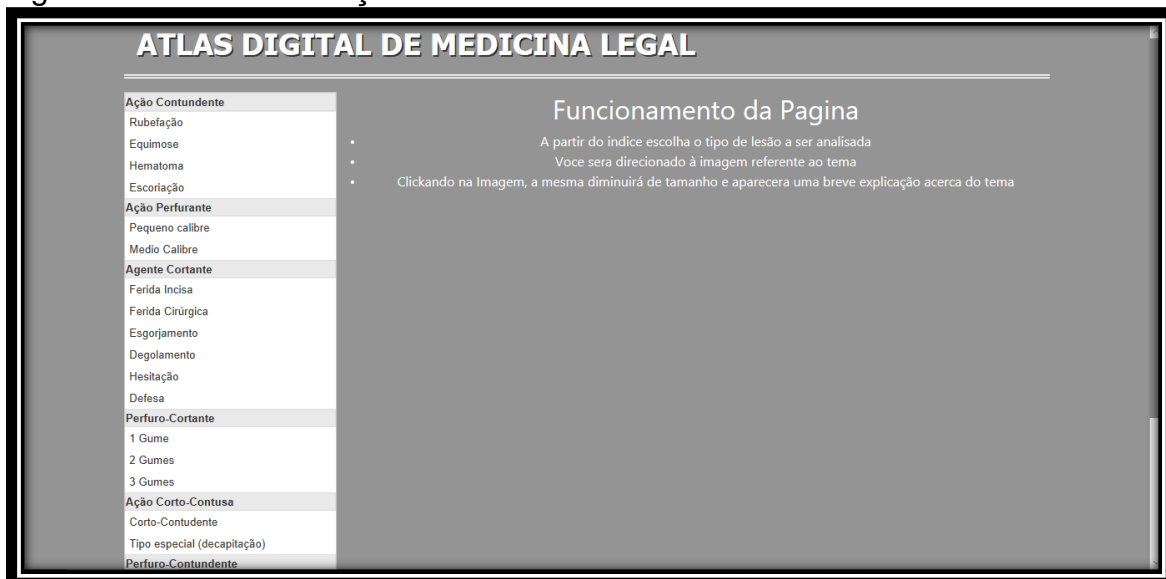 ATLAS DIGITAL DE MEDICINA LEGAL
Ação Contundente
Rubefação
Equimose
Hematoma
Escoriação
Ação Perfurante
Pequeno calibre
Medio Calibre
Agente Cortante
Ferida Incisa
Ferida Cirúrgica
Esgorjamento
Degolamento
Hesitação
Defesa
Perfuro-Cortante
1 Gume
2 Gumes
3 Gumes
Ação Corto-Contusa
Corto-Contudente
Tipo especial (decapitação)
Perfuro-Contundente
Funcionamento da Pagina
• A partir do indice escolha o tipo de lesão a ser analisada
• Voce sera direcionado à imagem referente ao tema
• Clickando na Imagem, a mesma diminuirá de tamanho e aparecera uma breve explicação acerca do tema